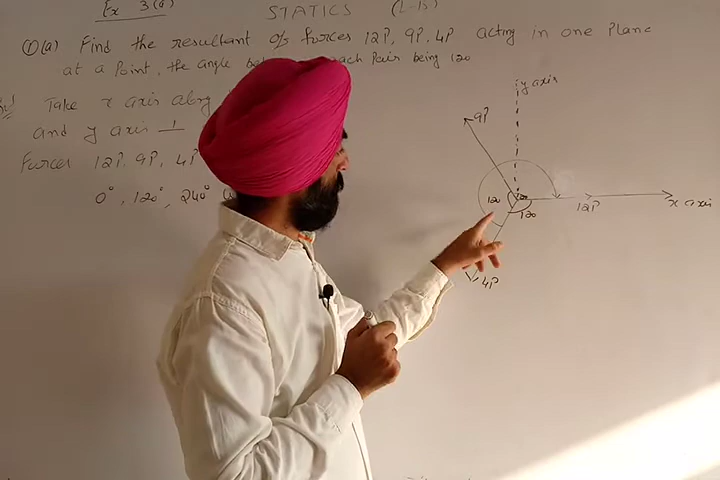 Ex 3(a)
STATICS (L-15)
① (a) Find the resultant of forces 12P, 9P, 4P acting in one plane
at a point, the angle each pair being 120
Take x axis along
and y axis ⊥
Forces 12P, 9P, 4P
0°, 120°, 240°
y axis
9P
120 120
120
12P
x axis
4P